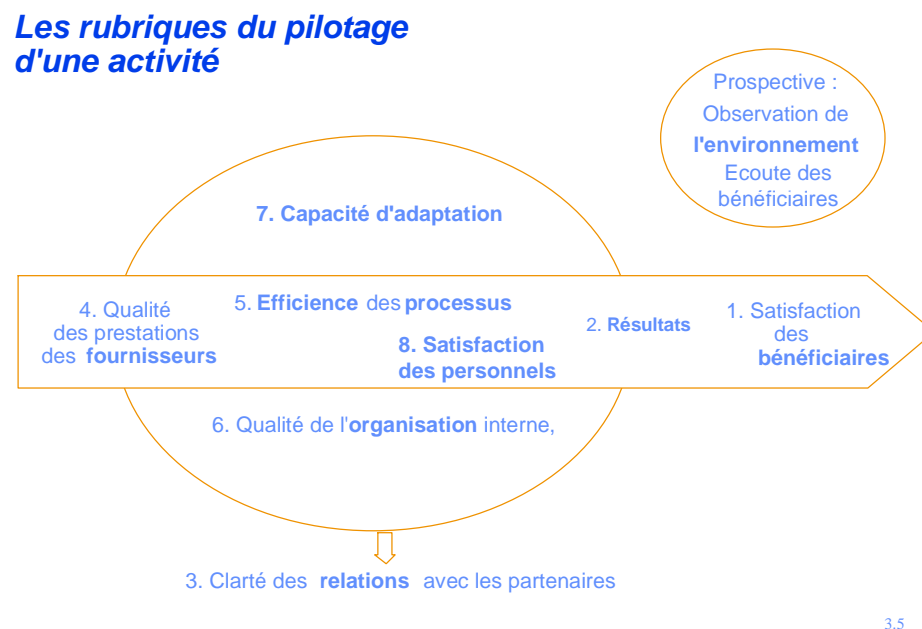 Les rubriques du pilotage
d'une activité
Prospective :
Observation de
l'environnement
Ecoute des
bénéficiaires
7. Capacité d'adaptation
4. Qualité
des prestations
des fournisseurs
5. Efficience des processus
8. Satisfaction
des personnels
2. Résultats
1. Satisfaction
des
bénéficiaires
6. Qualité de l'organisation interne,
3. Clarté des relations avec les partenaires
3.5